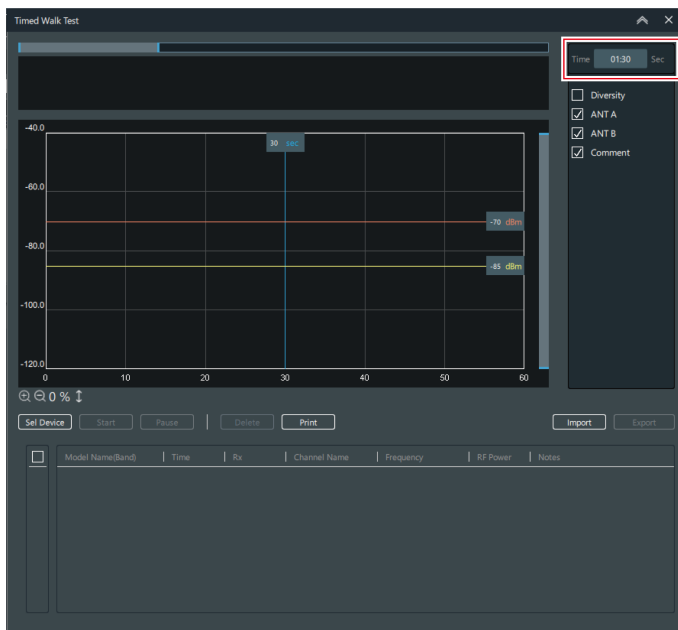 Timed Walk Test
Time 01:30 Sec
Diversity
ANT A
ANT B
Comment
-40.0
30 sec
-60.0
-70 dBm
-80.0
-85 dBm
-100.0
-120.0
0 10 20 30 40 50 60
0 %
Sel Device Start Pause Delete Print Import Export
Model Name(Band) Time Rx Channel Name Frequency RF Power Notes